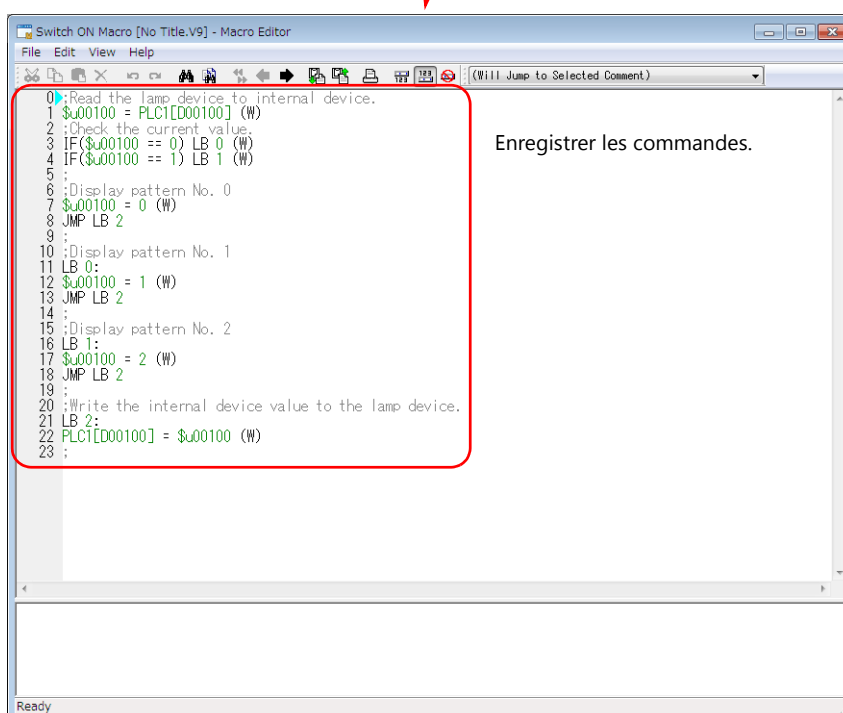 Switch ON Macro [No Title.V9] - Macro Editor
File Edit View Help
(Will Jump to Selected Comment)
0 ;Read the lamp device to internal device.
1 $u00100 = PLC1[D00100] (W)
2 ;Check the current value.
3 IF($u00100 == 0) LB 0 (W)
4 IF($u00100 == 1) LB 1 (W)
5 ;
6 ;Display pattern No. 0
7 $u00100 = 0 (W)
8 JMP LB 2
9 ;
10 ;Display pattern No. 1
11 LB 0:
12 $u00100 = 1 (W)
13 JMP LB 2
14 ;
15 ;Display pattern No. 2
16 LB 1:
17 $u00100 = 2 (W)
18 JMP LB 2
19 ;
20 ;Write the internal device value to the lamp device.
21 LB 2:
22 PLC1[D00100] = $u00100 (W)
23 ;
Enregistrer les commandes.
Ready